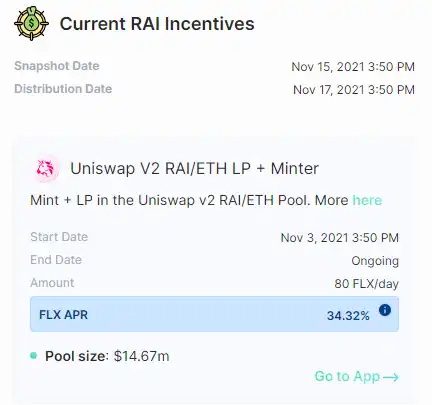 Current RAI Incentives
Snapshot Date Nov 15, 2021 3:50 PM
Distribution Date Nov 17, 2021 3:50 PM
Uniswap V2 RAI/ETH LP + Minter
Mint + LP in the Uniswap v2 RAI/ETH Pool. More here
Start Date Nov 3, 2021 3:50 PM
End Date Ongoing
Amount 80 FLX/day
FLX APR 34.32%
Pool size: $14.67m
Go to App